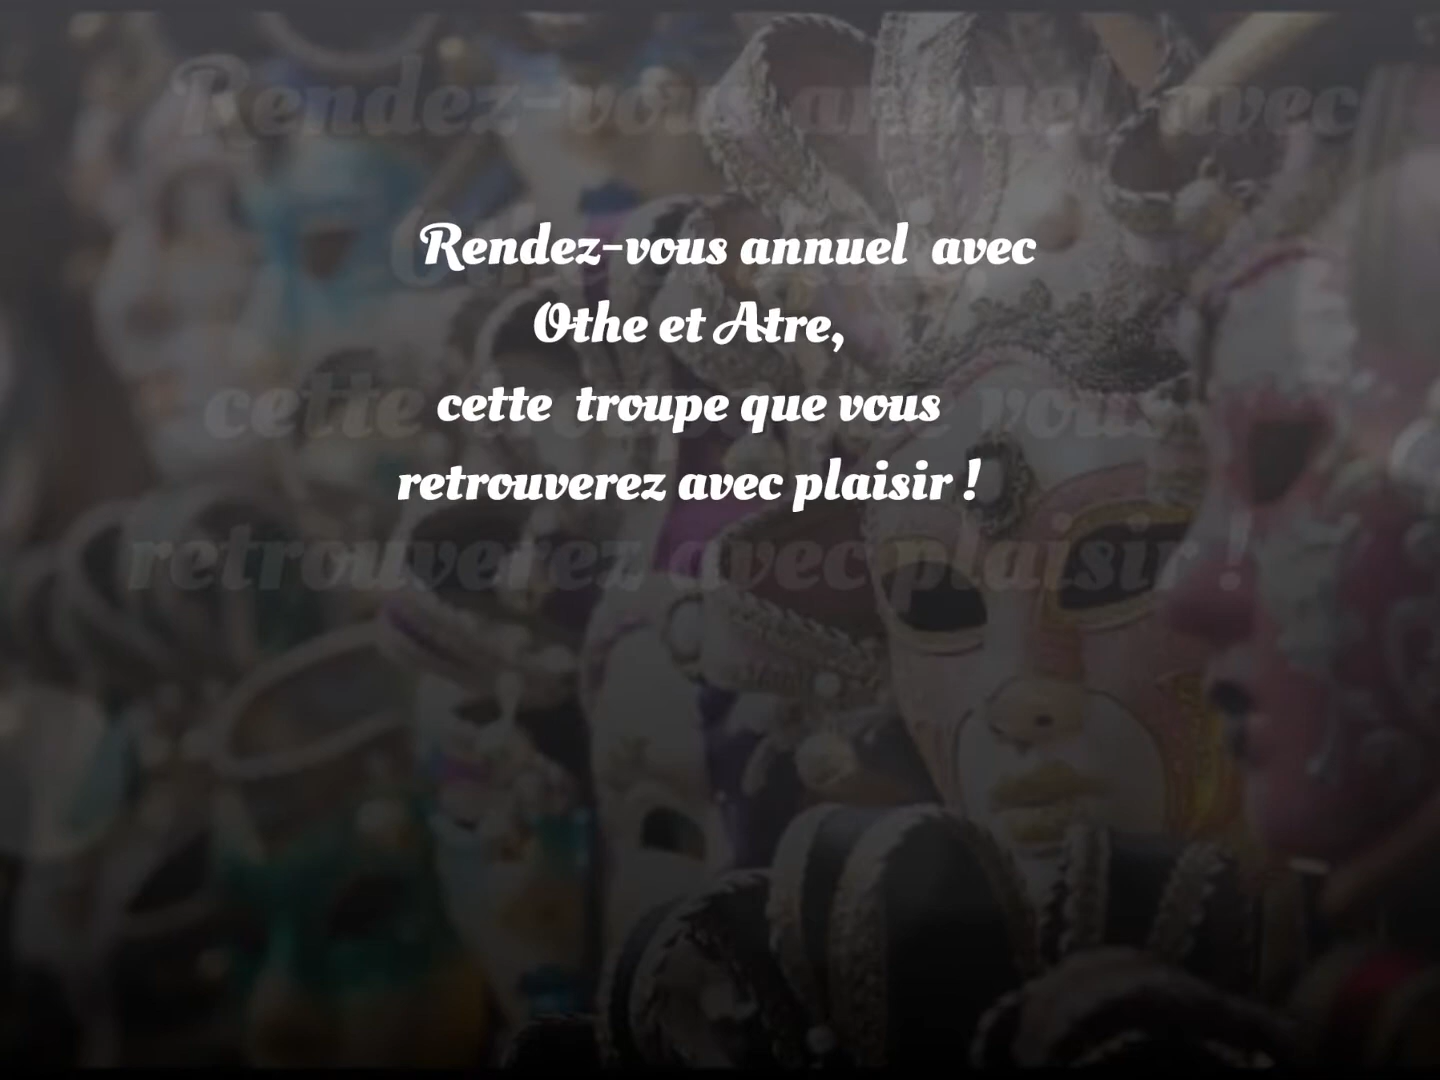 Rendez-vous annuel avec
Othe et Atre,
cette troupe que vous
retrouverez avec plaisir !